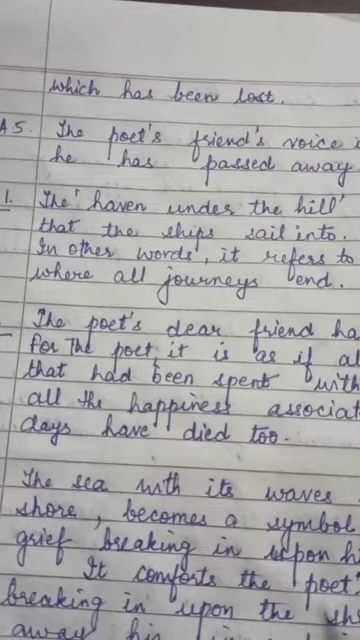 which has been lost.
A5. The poet's friend's voice
he has passed away
1. The 'haven under the hill'
that the ships sail into.
In other words, it refers to
where all journeys end.
The poet's dear friend ha
For The poet, it is as if al
that had been spent with
all the happiness associat
days have died too.
The sea with its waves
shore, becomes a symbol
grief breaking in upon hi
It comforts the poet
breaking in upon the sh
away his